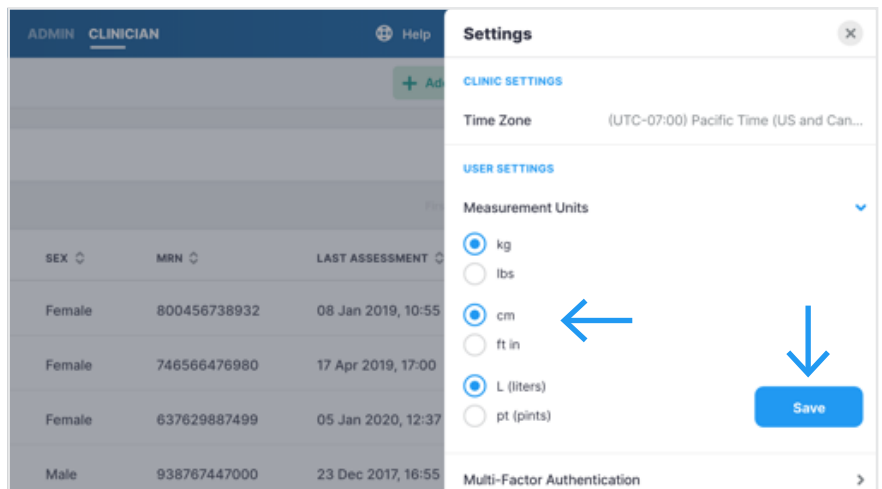 ADMIN CLINICIAN Help
Settings
CLINIC SETTINGS
Time Zone (UTC-07:00) Pacific Time (US and Can...
USER SETTINGS
Measurement Units
kg
lbs
cm
ft in
L (liters)
pt (pints)
Save
Multi-Factor Authentication
SEX MRN LAST ASSESSMENT
Female 800456738932 08 Jan 2019, 10:55
Female 746566476980 17 Apr 2019, 17:00
Female 637629887499 05 Jan 2020, 12:37
Male 938767447000 23 Dec 2017, 16:55